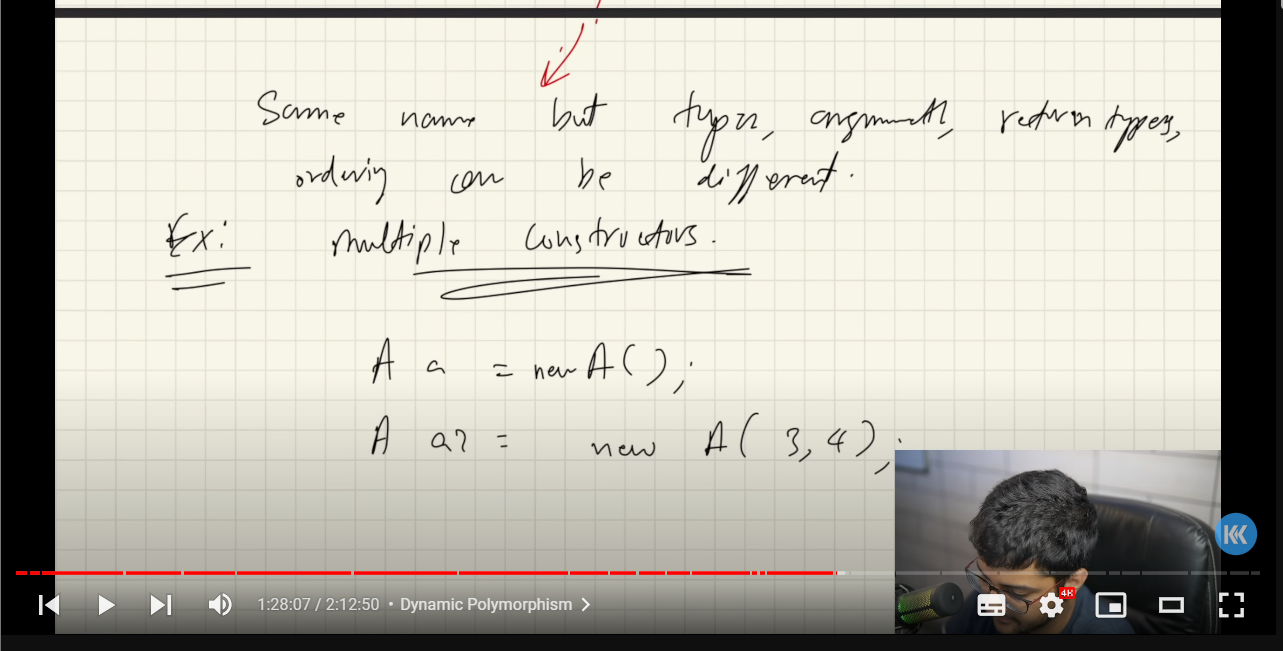 Same name but types, arguments, return types,
ordering can be different.
Ex: multiple constructors.
A a = new A();
A a2 = new A(3,4);
1:28:07 / 2:12:50 • Dynamic Polymorphism
4K